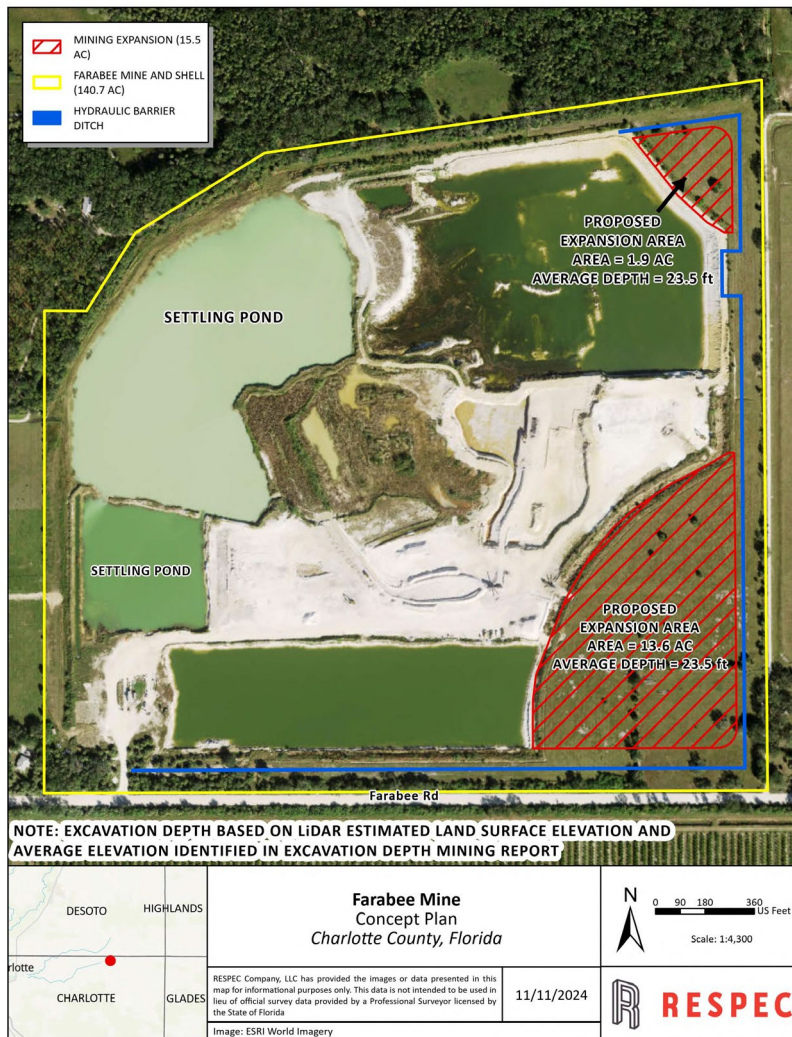 MINING EXPANSION (15.5
AC)
FARABEE MINE AND SHELL
(140.7 AC)
HYDRAULIC BARRIER
DITCH
PROPOSED
EXPANSION AREA
AREA = 1.9 AC
AVERAGE DEPTH = 23.5 ft
SETTLING POND
SETTLING POND
PROPOSED
EXPANSION AREA
AREA = 13.6 AC
AVERAGE DEPTH = 23.5 ft
Farabee Rd
NOTE: EXCAVATION DEPTH BASED ON LiDAR ESTIMATED LAND SURFACE ELEVATION AND
AVERAGE ELEVATION IDENTIFIED IN EXCAVATION DEPTH MINING REPORT
DESOTO
HIGHLANDS
rlotte
CHARLOTTE
GLADES
Farabee Mine
Concept Plan
Charlotte County, Florida
RESPEC Company, LLC has provided the images or data presented in this
map for informational purposes only. This data is not intended to be used in
lieu of official survey data provided by a Professional Surveyor licensed by
the State of Florida
11/11/2024
Image: ESRI World Imagery
N
0 90 180 360
US Feet
Scale: 1:4,300
RESPEC